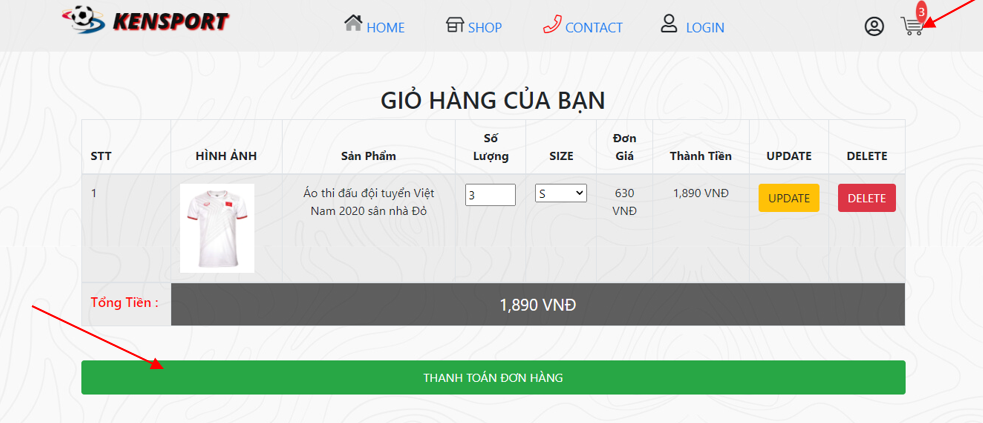 KENSPORT
HOME
SHOP
CONTACT
LOGIN
3
GIỎ HÀNG CỦA BẠN
STT
HÌNH ẢNH
Sản Phẩm
Số
Lượng
SIZE
Đơn
Giá
Thành Tiền
UPDATE
DELETE
1
Áo thi đấu đội tuyển Việt
Nam 2020 sân nhà Đỏ
3
S
630
VNĐ
1,890 VNĐ
UPDATE
DELETE
Tổng Tiền :
1,890 VNĐ
THANH TOÁN ĐƠN HÀNG